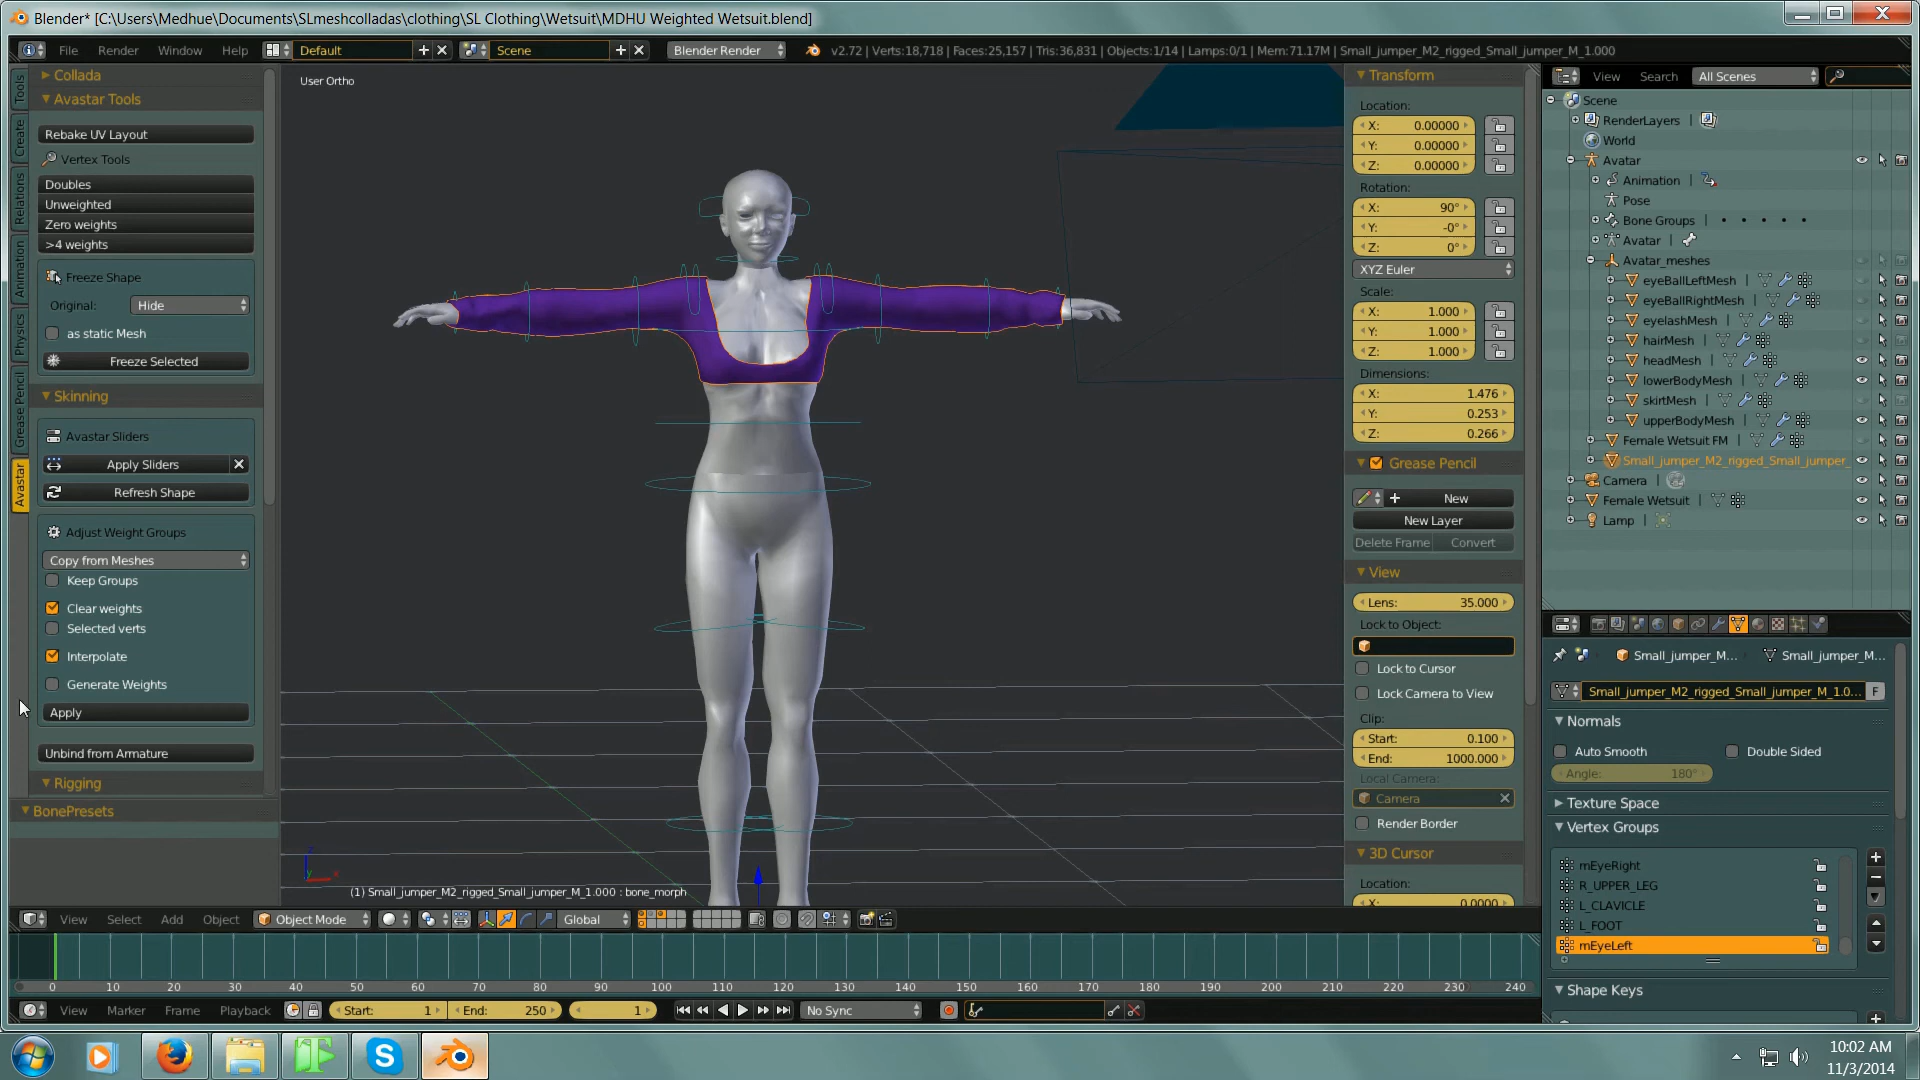 Blender* [C:\Users\Medhue\Documents\SLmeshcolladas\clothing\SL Clothing\Wetsuit\MDHU Weighted Wetsuit.blend]
File Render Window Help Default Scene Blender Render v2.72 | Verts:18,718 | Faces:25,157 | Tris:36,831 | Objects:1/14 | Lamps:0/1 | Mem:71.17M | Small_jumper_M2_rigged_Small_jumper_M_1.000
Tools
Create
Relations
Animation
Physics
Grease Pencil
Avastar
Collada
Avastar Tools
Rebake UV Layout
Vertex Tools
Doubles
Unweighted
Zero weights
>4 weights
Freeze Shape
Original: Hide
as static Mesh
Freeze Selected
Skinning
Avastar Sliders
Apply Sliders
Refresh Shape
Adjust Weight Groups
Copy from Meshes
Keep Groups
Clear weights
Selected verts
Interpolate
Generate Weights
Apply
Unbind from Armature
Rigging
BonePresets
User Ortho
(1) Small_jumper_M2_rigged_Small_jumper_M_1.000 : bone_morph
Transform
Location:
X: 0.00000
Y: 0.00000
Z: 0.00000
Rotation:
X: 90°
Y: -0°
Z: 0°
XYZ Euler
Scale:
X: 1.000
Y: 1.000
Z: 1.000
Dimensions:
X: 1.476
Y: 0.253
Z: 0.266
Grease Pencil
New
New Layer
Delete Frame Convert
View
Lens: 35.000
Lock to Object:
Lock to Cursor
Lock Camera to View
Clip:
Start: 0.100
End: 1000.000
Local Camera:
Camera
Render Border
3D Cursor
Location:
X: 0.0000
View Search All Scenes
Scene
RenderLayers |
World
Avatar
Animation |
Pose
Bone Groups |
Avatar |
Avatar_meshes
eyeBallLeftMesh |
eyeBallRightMesh |
eyelashMesh |
hairMesh |
headMesh |
lowerBodyMesh |
skirtMesh |
upperBodyMesh |
Female Wetsuit FM |
Small_jumper_M2_rigged_Small_jumper_
Camera |
Female Wetsuit |
Lamp |
Small_jumper_M... Small_jumper_M...
Small_jumper_M2_rigged_Small_jumper_M_1.0... F
Normals
Auto Smooth Double Sided
Angle: 180°
Texture Space
Vertex Groups
mEyeRight
R_UPPER_LEG
L_CLAVICLE
L_FOOT
mEyeLeft
Shape Keys
View Select Add Object Object Mode Global
0 10 20 30 40 50 60 70 80 90 100 110 120 130 140 150 160 170 180 190 200 210 220 230 240
View Marker Frame Playback Start: 1 End: 250 1 No Sync
10:02 AM
11/3/2014